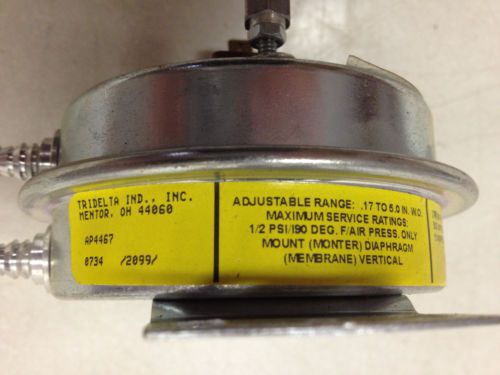 TRIDELTA IND., INC.
MENTOR, OH 44060
AP4467
0734 /2099/
ADJUSTABLE RANGE: .17 TO 6.0 IN. W.O.
MAXIMUM SERVICE RATINGS:
1/2 PSI/190 DEG. F/AIR PRESS. ONLY
MOUNT (MONTER) DIAPHRAGM
(MEMBRANE) VERTICAL